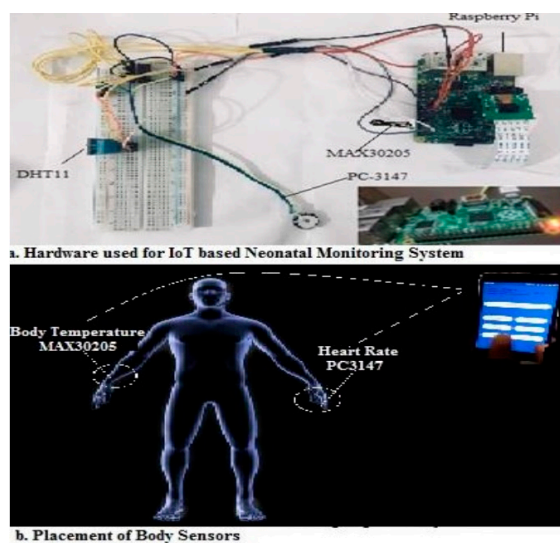 Raspberry Pi
MAX30205
DHT11
PC-3147
a. Hardware used for IoT based Neonatal Monitoring System
Body Temperature
MAX30205
Heart Rate
PC3147
b. Placement of Body Sensors